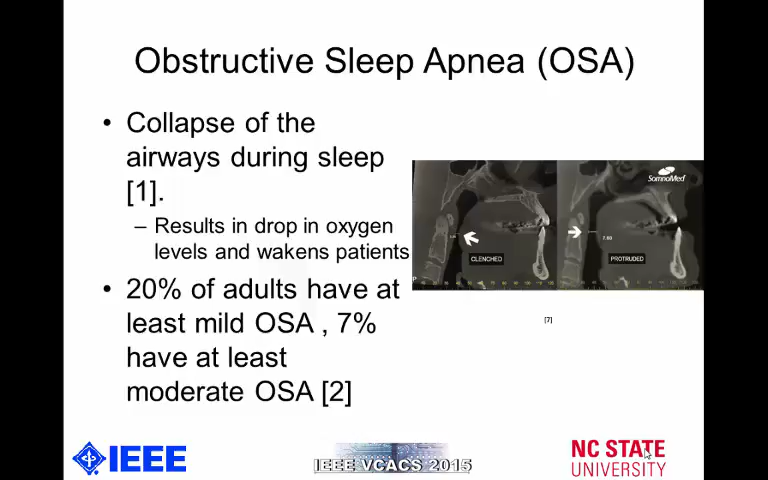 Obstructive Sleep Apnea (OSA)
• Collapse of the
airways during sleep
[1].
– Results in drop in oxygen
levels and wakens patients
• 20% of adults have at
least mild OSA , 7%
have at least
moderate OSA [2]
SomnoMed
CLENCHED
7.00
PROTRUDED
[7]
IEEE
IEEE VCACS 2015
NC STATE
UNIVERSITY